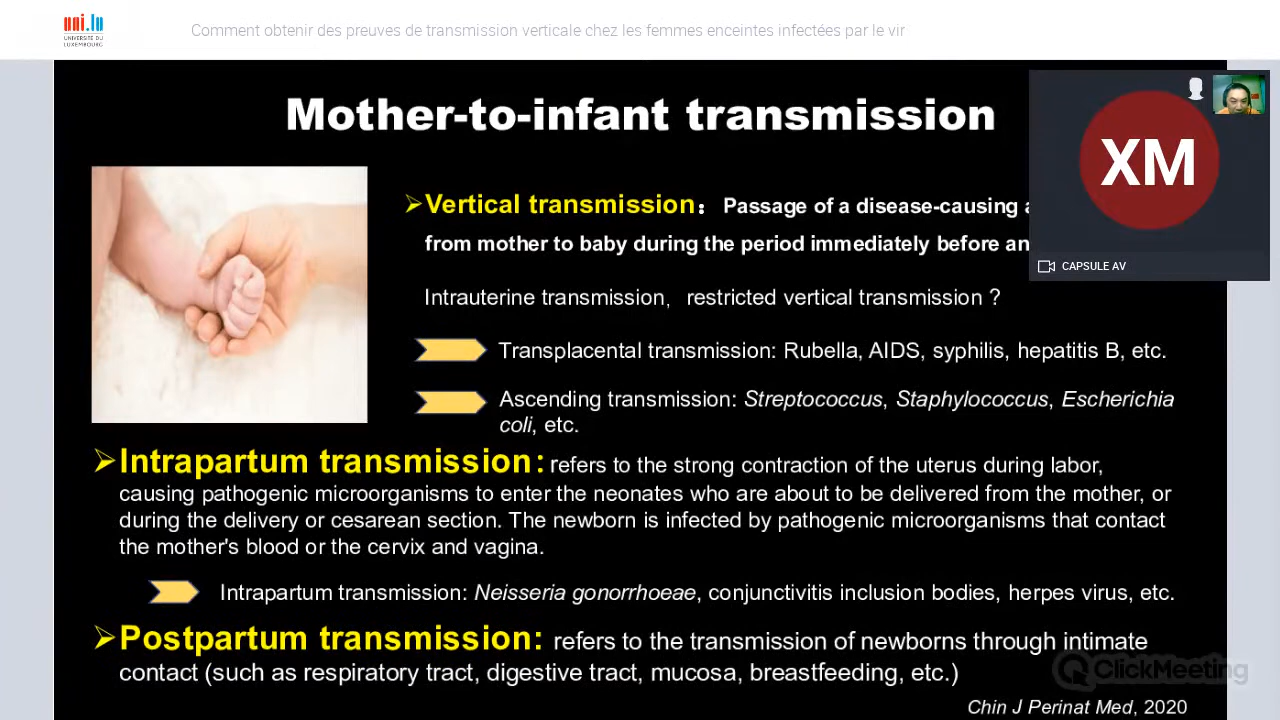 uni.lu
UNIVERSITÉ DU
LUXEMBOURG
Comment obtenir des preuves de transmission verticale chez les femmes enceintes infectées par le vir
Mother-to-infant transmission
XM
CAPSULE AV
➢Vertical transmission： Passage of a disease-causing
from mother to baby during the period immediately before
Intrauterine transmission, restricted vertical transmission ?
Transplacental transmission: Rubella, AIDS, syphilis, hepatitis B, etc.
Ascending transmission: Streptococcus, Staphylococcus, Escherichia
coli, etc.
➢Intrapartum transmission: refers to the strong contraction of the uterus during labor,
causing pathogenic microorganisms to enter the neonates who are about to be delivered from the mother, or
during the delivery or cesarean section. The newborn is infected by pathogenic microorganisms that contact
the mother's blood or the cervix and vagina.
Intrapartum transmission: Neisseria gonorrhoeae, conjunctivitis inclusion bodies, herpes virus, etc.
➢Postpartum transmission: refers to the transmission of newborns through intimate
contact (such as respiratory tract, digestive tract, mucosa, breastfeeding, etc.)
ClickMeeting
Chin J Perinat Med, 2020